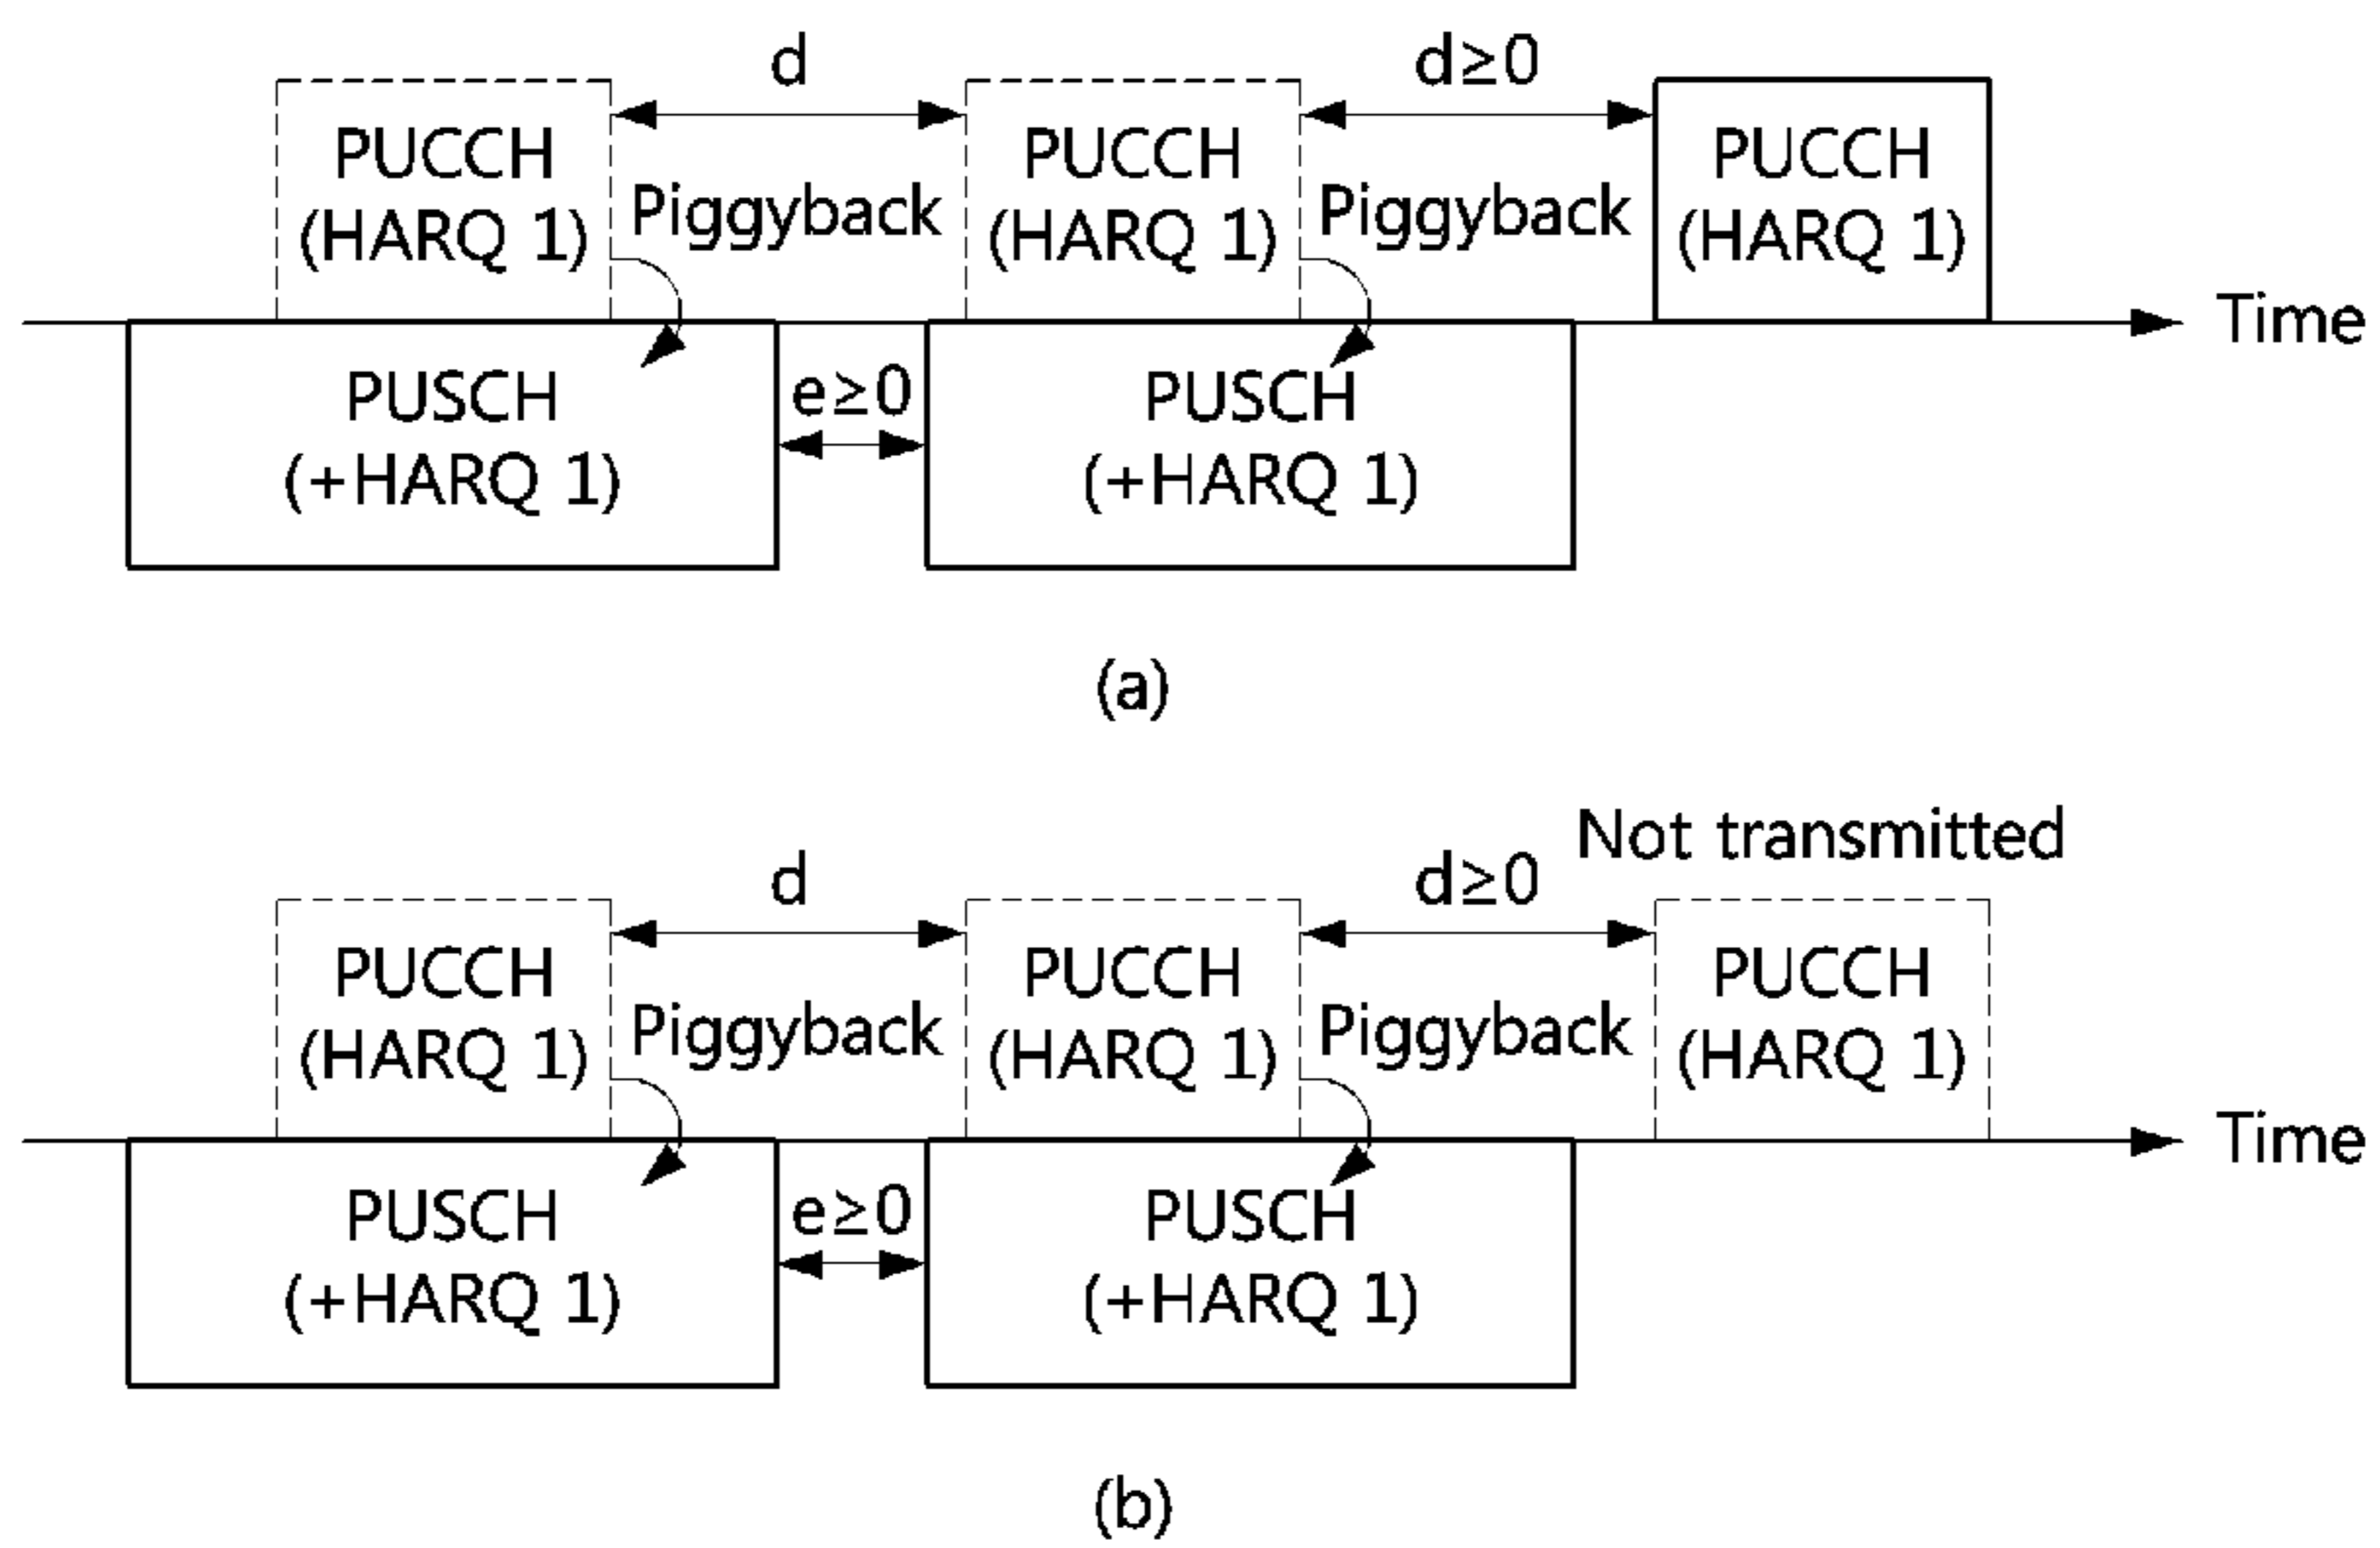 d
d≥0
PUCCH
(HARQ 1)
Piggyback
PUCCH
(HARQ 1)
Piggyback
PUCCH
(HARQ 1)
Time
PUSCH
(+HARQ 1)
e≥0
PUSCH
(+HARQ 1)
(a)
Not transmitted
d
d≥0
PUCCH
(HARQ 1)
Piggyback
PUCCH
(HARQ 1)
Piggyback
PUCCH
(HARQ 1)
Time
PUSCH
(+HARQ 1)
e≥0
PUSCH
(+HARQ 1)
(b)